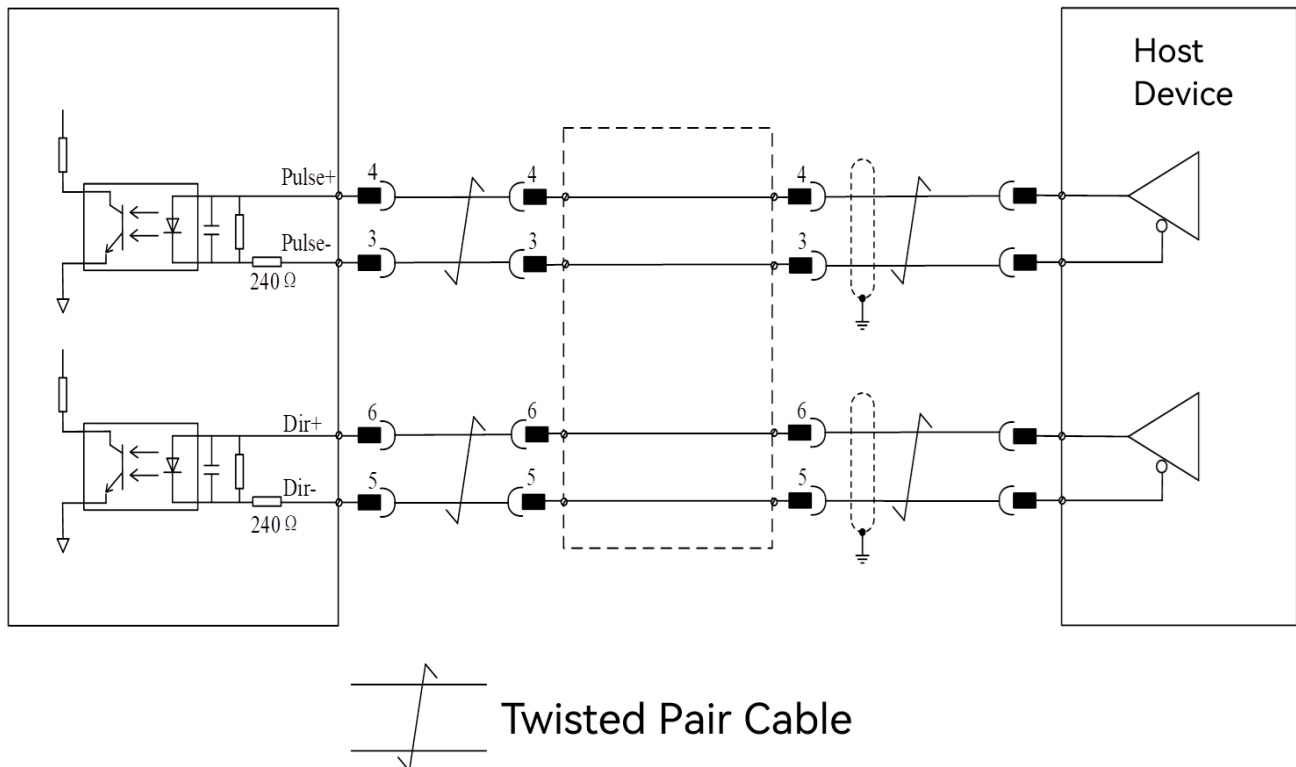 Host
Device
Pulse+ 4 4 4
Pulse- 3 3 3
240 Ω
Dir+ 6 6 6
Dir- 5 5 5
240 Ω
Twisted Pair Cable